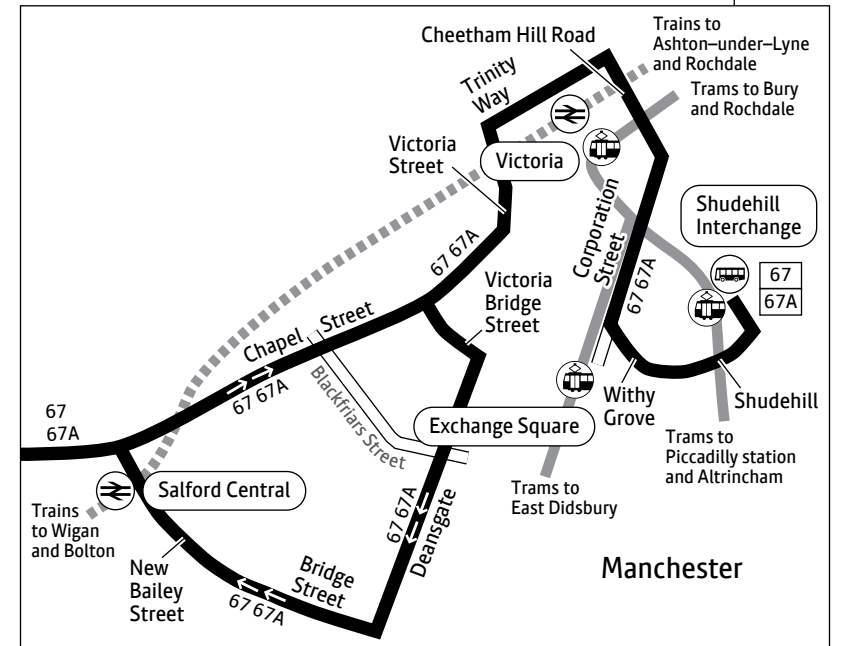 Cheetham Hill Road
Trains to
Ashton–under–Lyne
and Rochdale
Trams to Bury
and Rochdale
Trinity
Way
Victoria
Street
Victoria
Shudehill
Interchange
67
67A
Corporation
Street
67 67A
67 67A
Victoria
Bridge
Street
Chapel Street
67 67A
Blackfriars Street
67
67A
Withy
Grove
Shudehill
Exchange Square
Trams to
Piccadilly station
and Altrincham
Trams to
East Didsbury
Salford Central
Trains
to Wigan
and Bolton
67 67A
Deansgate
New
Bailey
Street
Bridge
Street
67 67A
Manchester